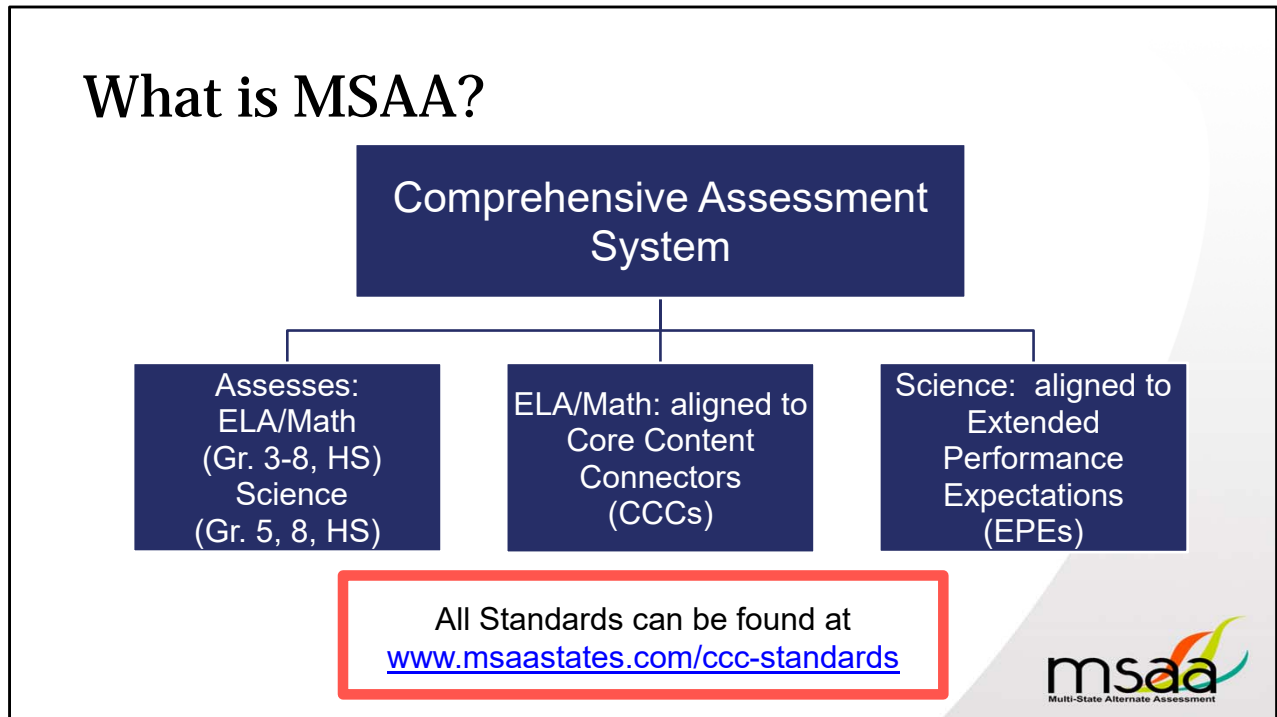 What is MSAA?
Comprehensive Assessment
System
Assesses:
ELA/Math
(Gr. 3-8, HS)
Science
(Gr. 5, 8, HS)
ELA/Math: aligned to
Core Content
Connectors
(CCCs)
Science: aligned to
Extended
Performance
Expectations
(EPEs)
All Standards can be found at
www.msaastates.com/ccc-standards
msaa
Multi-State Alternate Assessment